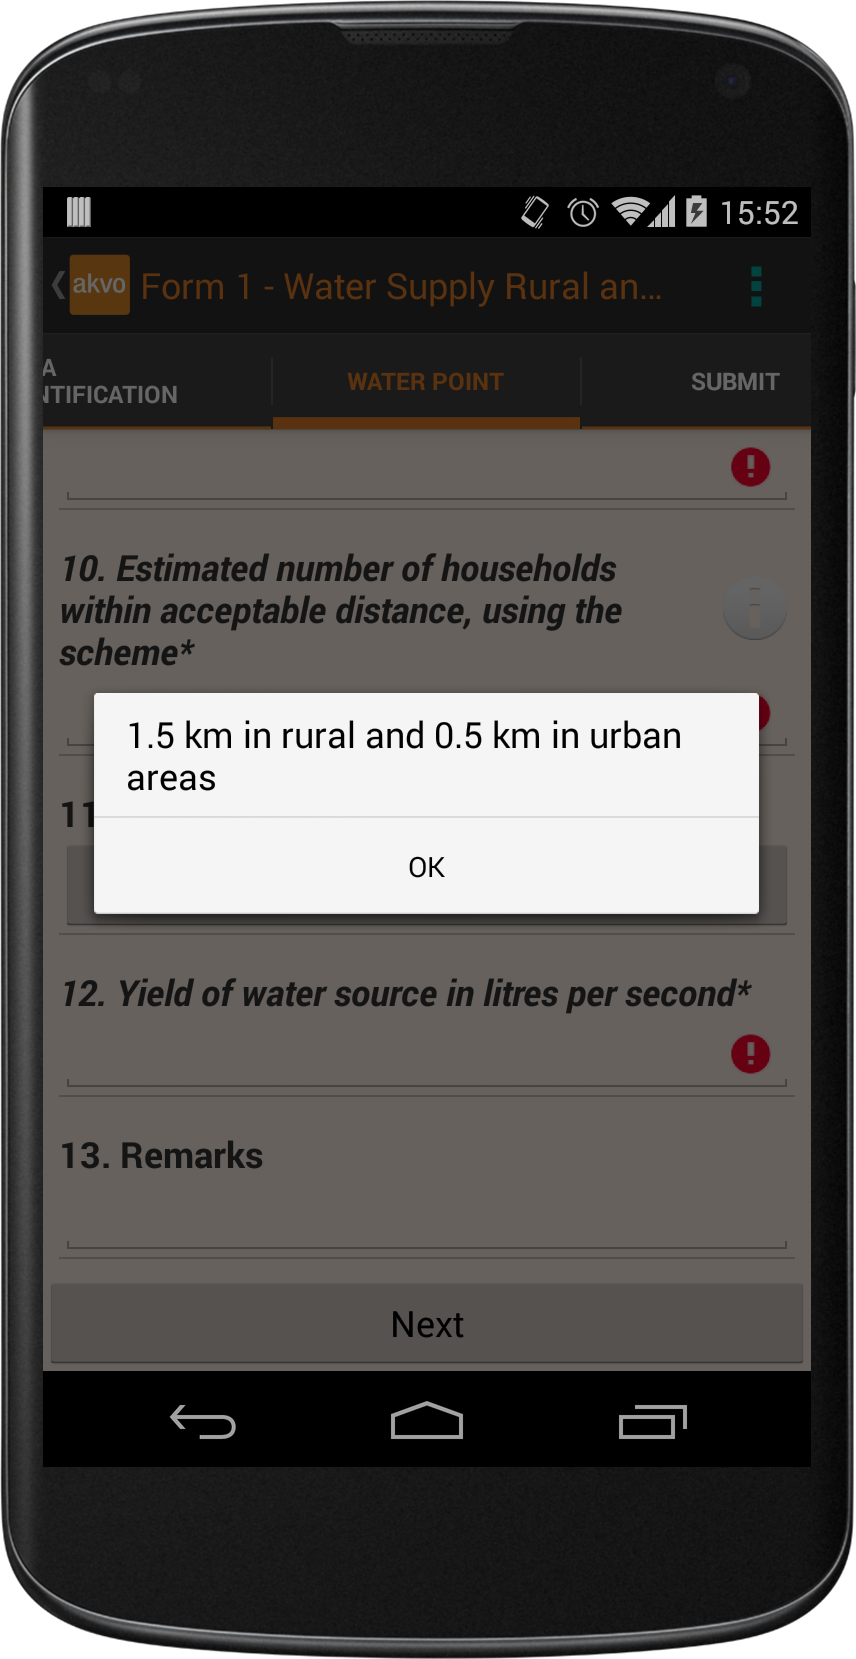 15:52
akvo Form 1 - Water Supply Rural an...
A
NTIFICATION
WATER POINT
SUBMIT
10. Estimated number of households
within acceptable distance, using the
scheme*
1.5 km in rural and 0.5 km in urban
areas
OK
11
12. Yield of water source in litres per second*
13. Remarks
Next